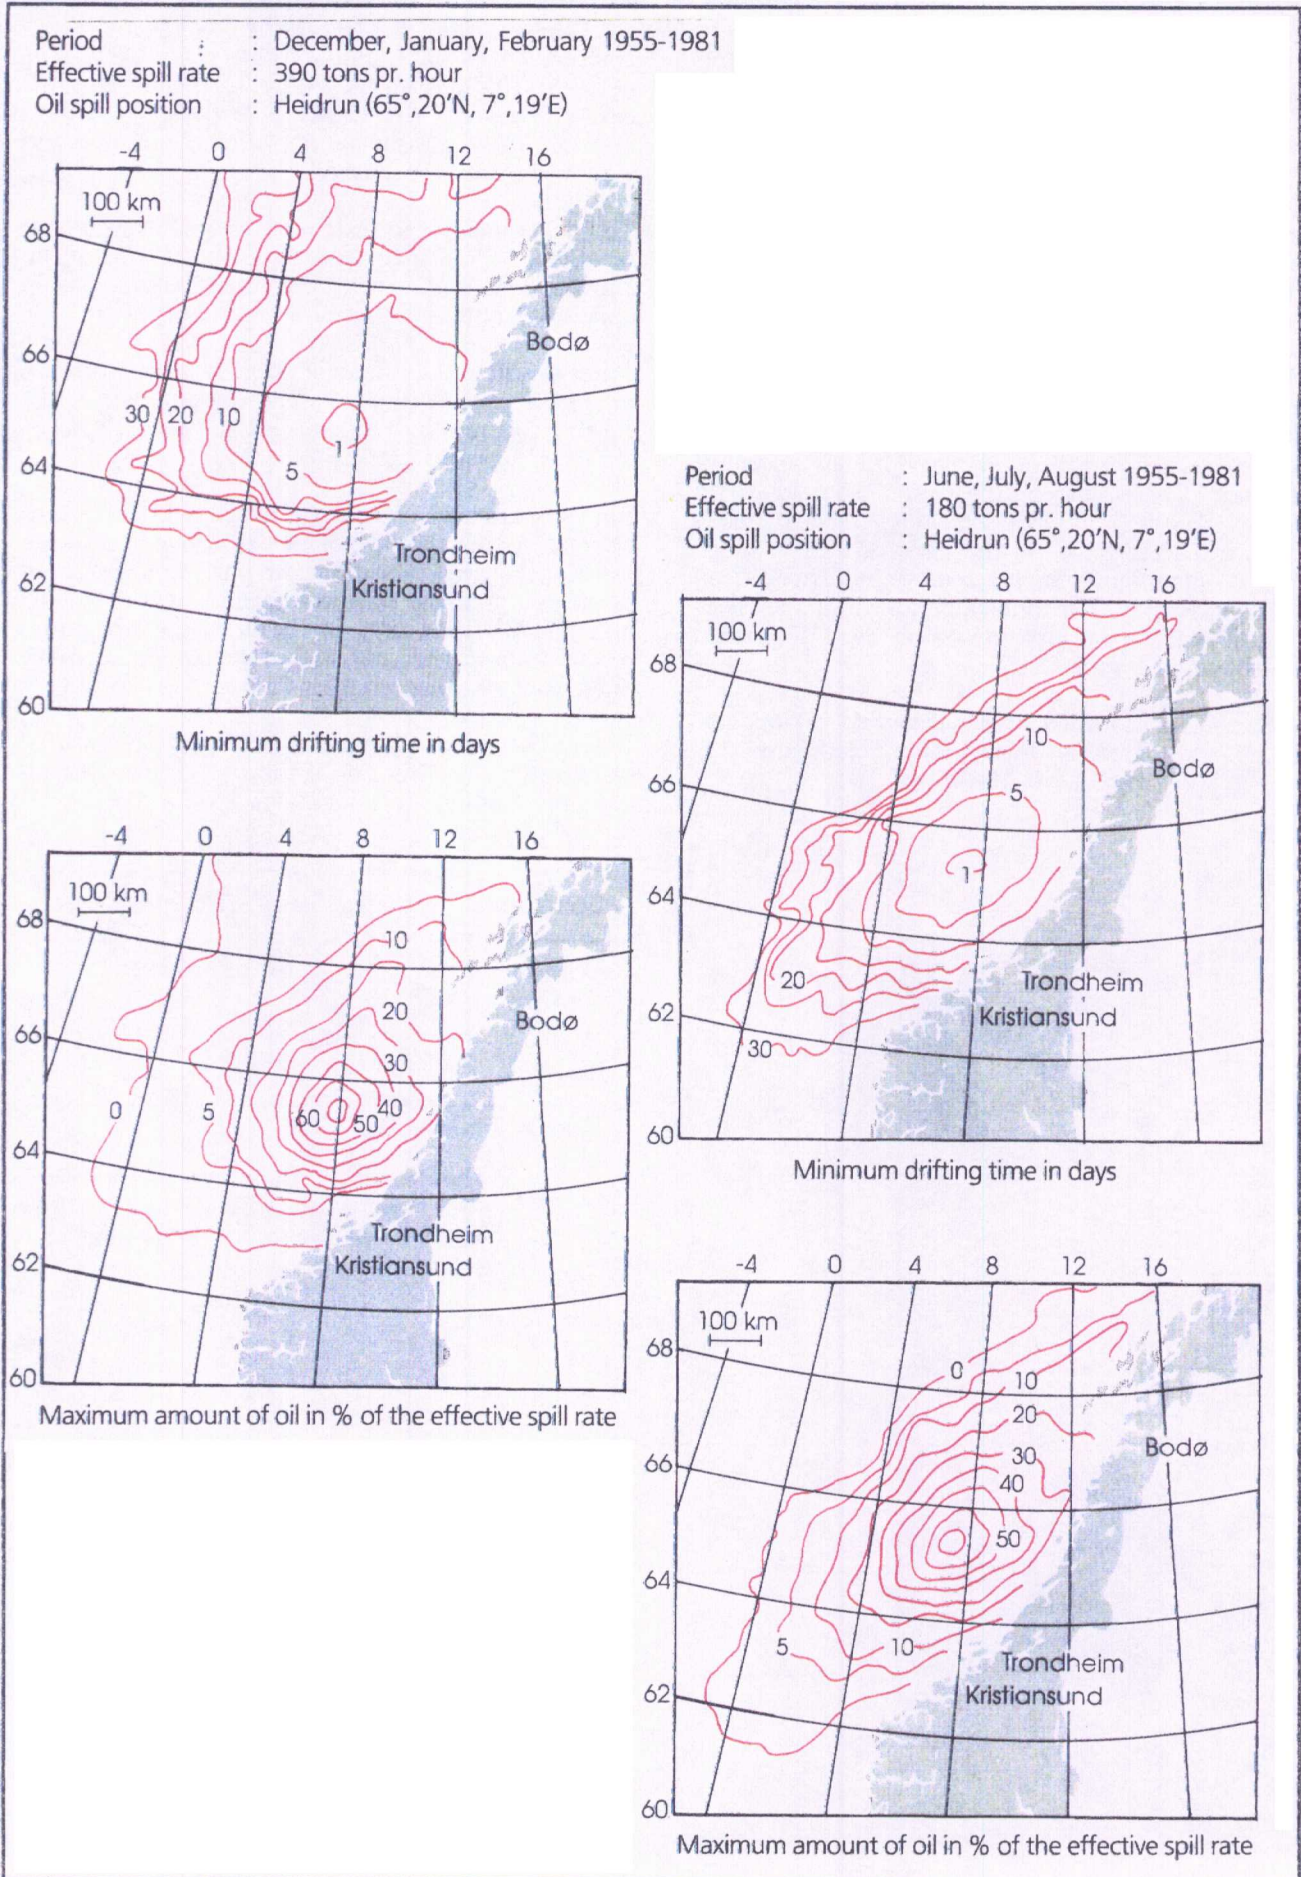 Period : December, January, February 1955-1981
Effective spill rate : 390 tons pr. hour
Oil spill position : Heidrun (65°,20′N, 7°,19′E)
-4 0 4 8 12 16
100 km
68
Bodø
66
30 20 10
1
64
5
Trondheim
62
Kristiansund
60
Minimum drifting time in days
-4 0 4 8 12 16
100 km
68
10
20
Bodø
66
30
0 5 60 50 40
64
Trondheim
62
Kristiansund
60
Maximum amount of oil in % of the effective spill rate
Period : June, July, August 1955-1981
Effective spill rate : 180 tons pr. hour
Oil spill position : Heidrun (65°,20′N, 7°,19′E)
-4 0 4 8 12 16
100 km
68
10
Bodø
66
5
1
64
20
Trondheim
62
Kristiansund
30
60
Minimum drifting time in days
-4 0 4 8 12 16
100 km
68
0
10
20
Bodø
66
30
40
50
64
5 10
Trondheim
62
Kristiansund
60
Maximum amount of oil in % of the effective spill rate